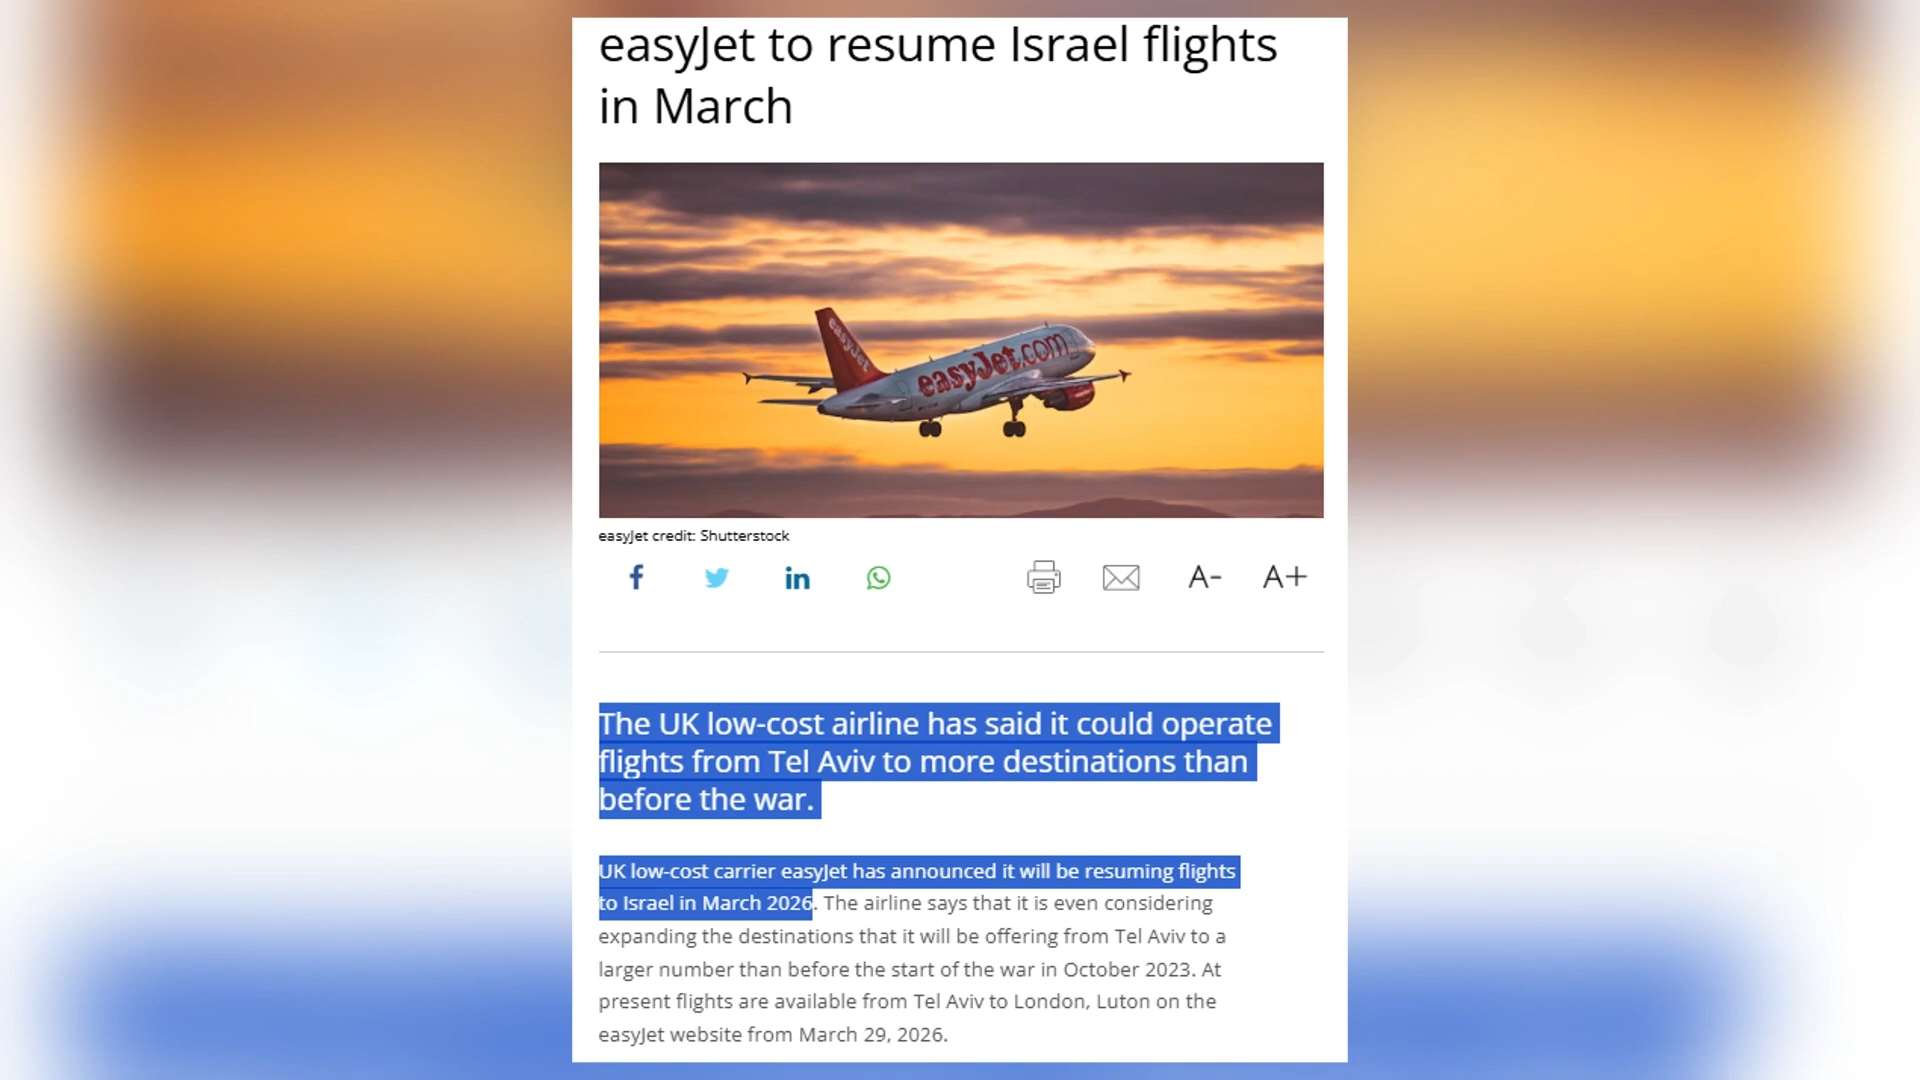 easyJet to resume Israel flights
in March
easyJet
easyJet.com
easyJet credit: Shutterstock
A- A+
The UK low-cost airline has said it could operate
flights from Tel Aviv to more destinations than
before the war.
UK low-cost carrier easyJet has announced it will be resuming flights
to Israel in March 2026. The airline says that it is even considering
expanding the destinations that it will be offering from Tel Aviv to a
larger number than before the start of the war in October 2023. At
present flights are available from Tel Aviv to London, Luton on the
easyJet website from March 29, 2026.